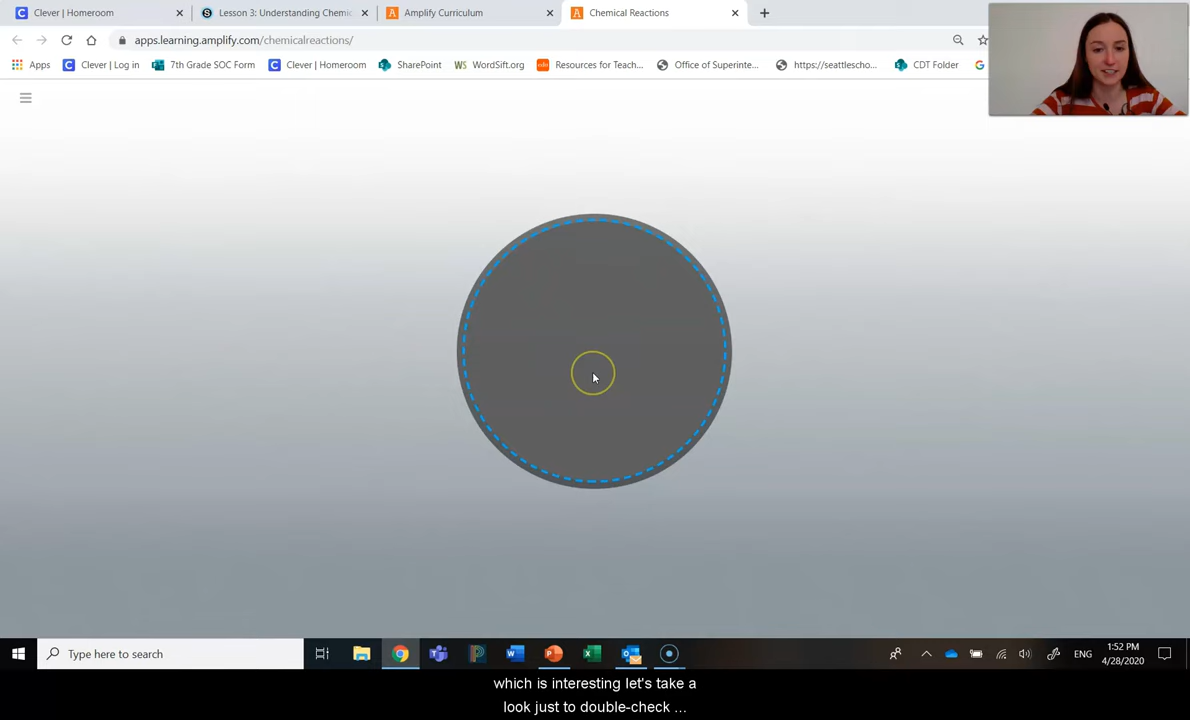 Clever | Homeroom
Lesson 3: Understanding Chemic
Amplify Curriculum
Chemical Reactions
apps.learning.amplify.com/chemicalreactions/
Apps
Clever | Log in
7th Grade SOC Form
Clever | Homeroom
SharePoint
WS WordSift.org
Resources for Teach...
Office of Superinte...
https://seattlescho...
CDT Folder
Type here to search
ENG
1:52 PM
4/28/2020
which is interesting let's take a
look just to double-check ...